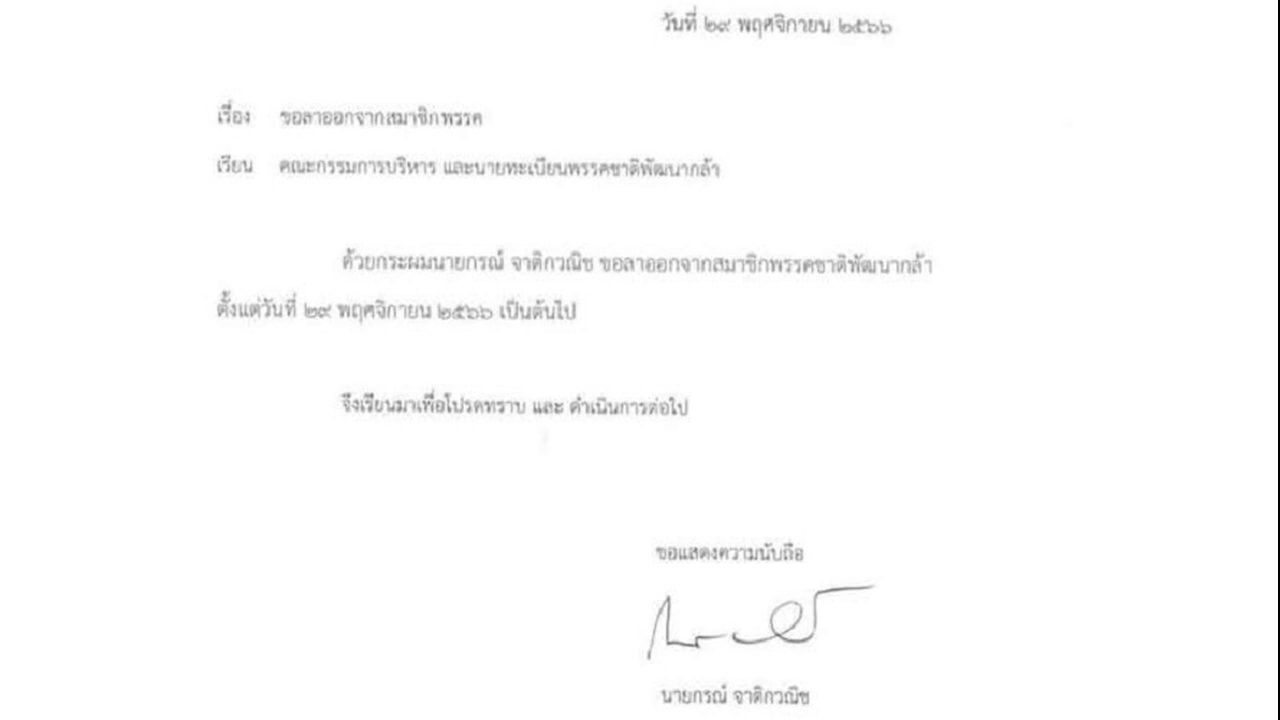 วันที่ ๒๙ พฤศจิกายน ๒๕๖๖
เรื่อง ขอลาออกจากสมาชิกพรรค
เรียน คณะกรรมการบริหาร และนายทะเบียนพรรคชาติพัฒนากล้า
ด้วยกระผมนายกรณ์ จาติกวณิช ขอลาออกจากสมาชิกพรรคชาติพัฒนากล้า
ตั้งแต่วันที่ ๒๙ พฤศจิกายน ๒๕๖๖ เป็นต้นไป
จึงเรียนมาเพื่อโปรดทราบ และ ดำเนินการต่อไป
ขอแสดงความนับถือ
นายกรณ์ จาติกวณิช